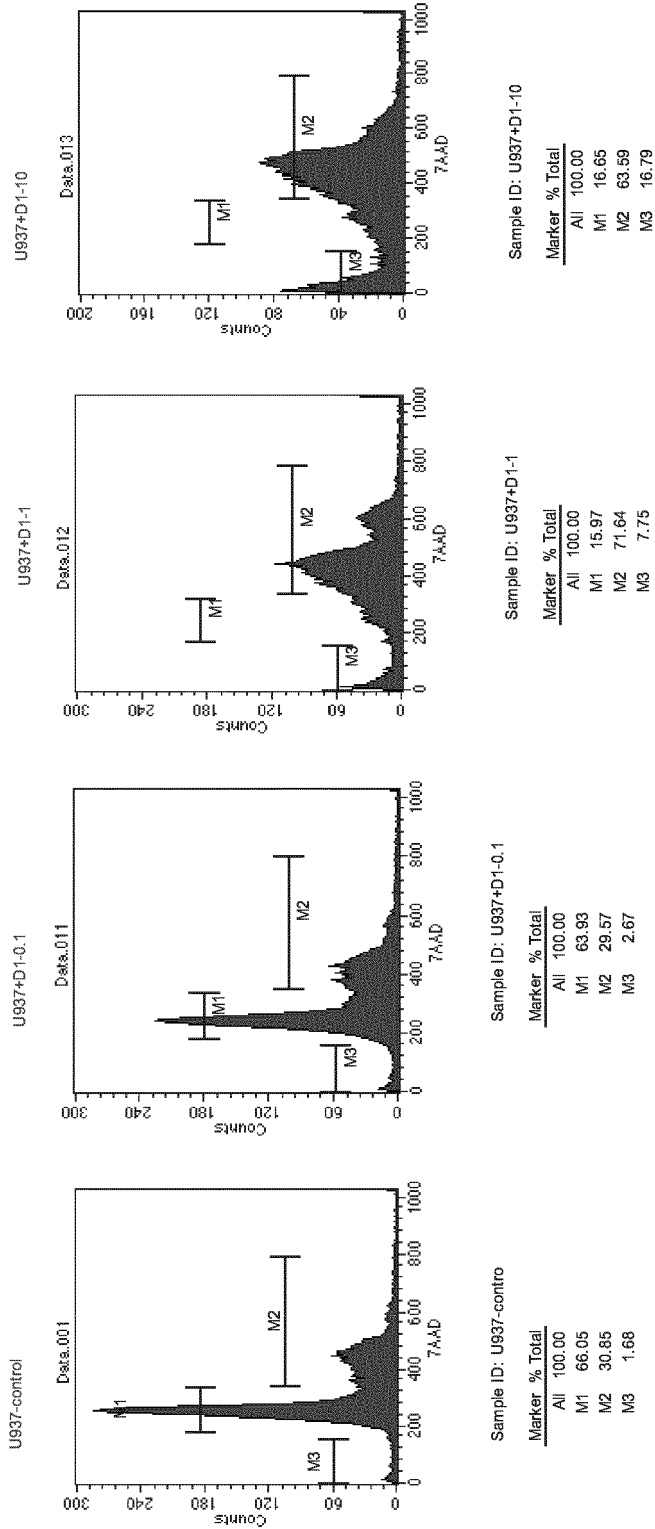 U937-control
Data.001
300
240
180
120
60
0
Counts
M1
M2
M3
0 200 400 600 800 1000
7AAD
Sample ID: U937-contro
Marker % Total
All 100.00
M1 66.05
M2 30.85
M3 1.68
U937+D1-0.1
Data.011
300
240
180
120
60
0
Counts
M1
M2
M3
0 200 400 600 800 1000
7AAD
Sample ID: U937+D1-0.1
Marker % Total
All 100.00
M1 63.93
M2 29.57
M3 2.67
U937+D1-1
Data.012
300
240
180
120
60
0
Counts
M1
M2
M3
0 200 400 600 800 1000
7AAD
Sample ID: U937+D1-1
Marker % Total
All 100.00
M1 15.97
M2 71.64
M3 7.75
U937+D1-10
Data.013
200
160
120
80
40
0
Counts
M1
M2
M3
0 200 400 600 800 1000
7AAD
Sample ID: U937+D1-10
Marker % Total
All 100.00
M1 16.65
M2 63.59
M3 16.79